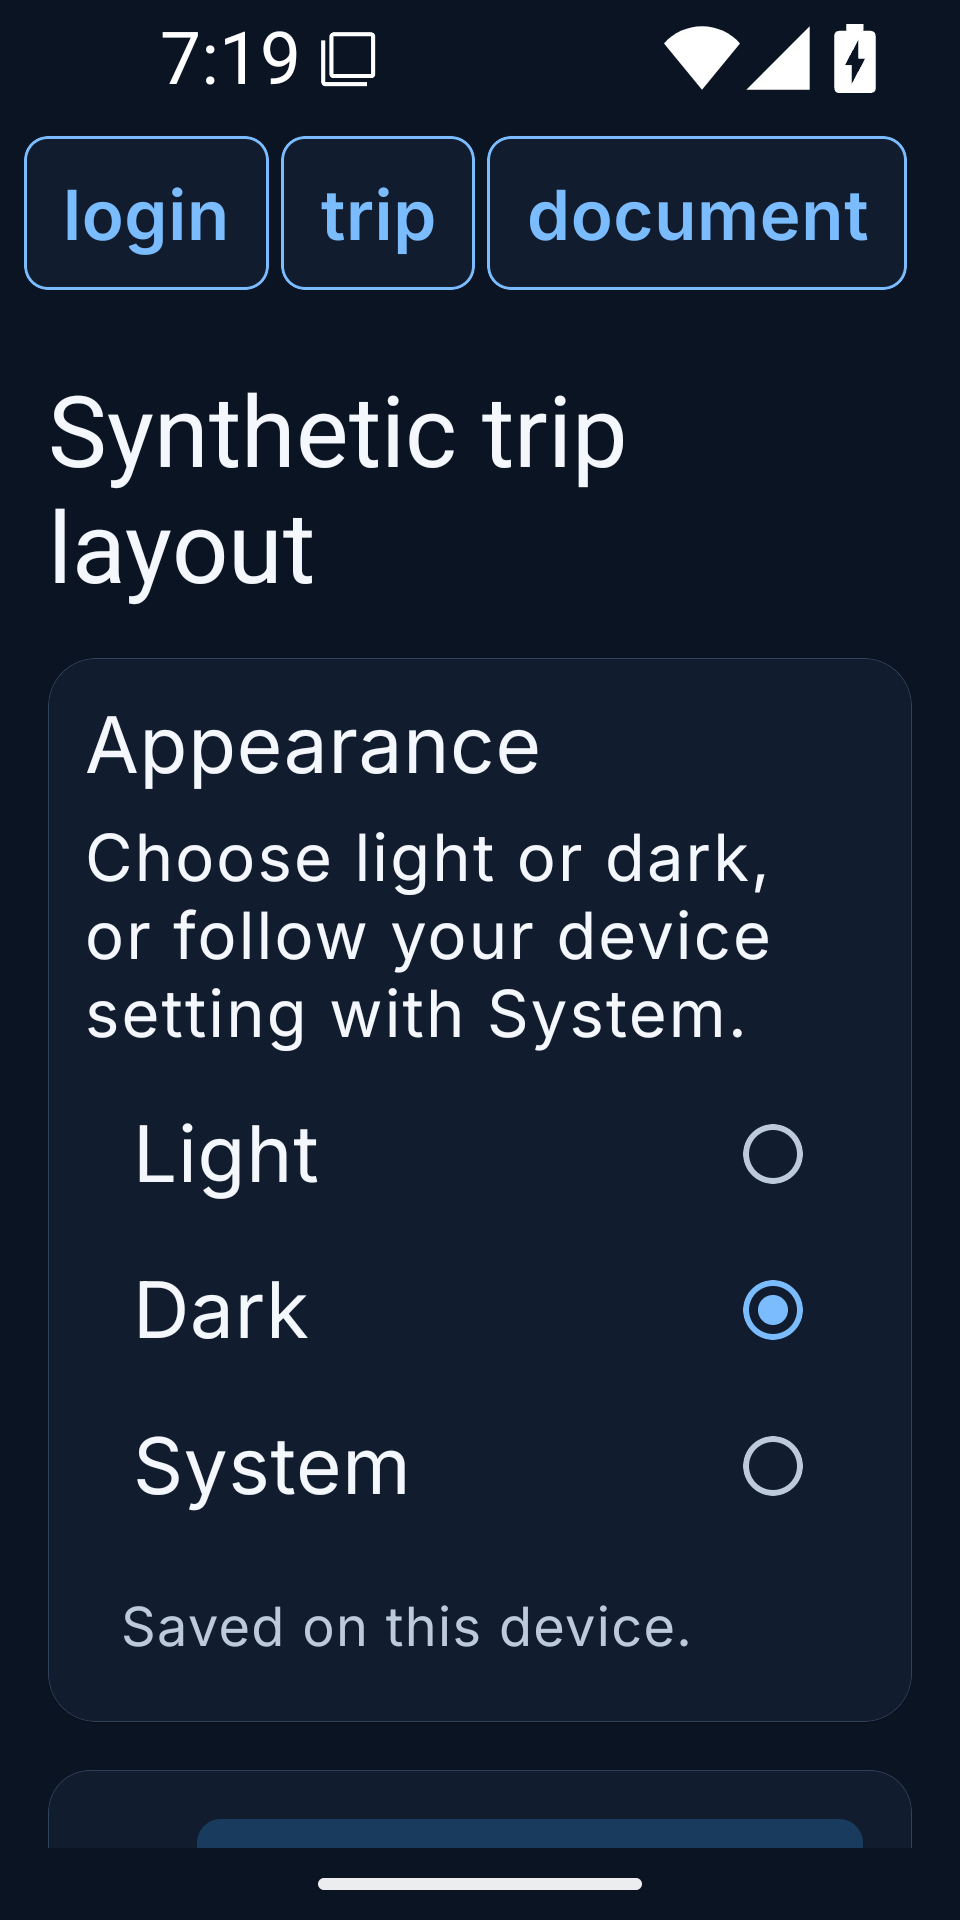 7:19
login trip document
Synthetic trip
layout
Appearance
Choose light or dark,
or follow your device
setting with System.
Light
Dark
System
Saved on this device.